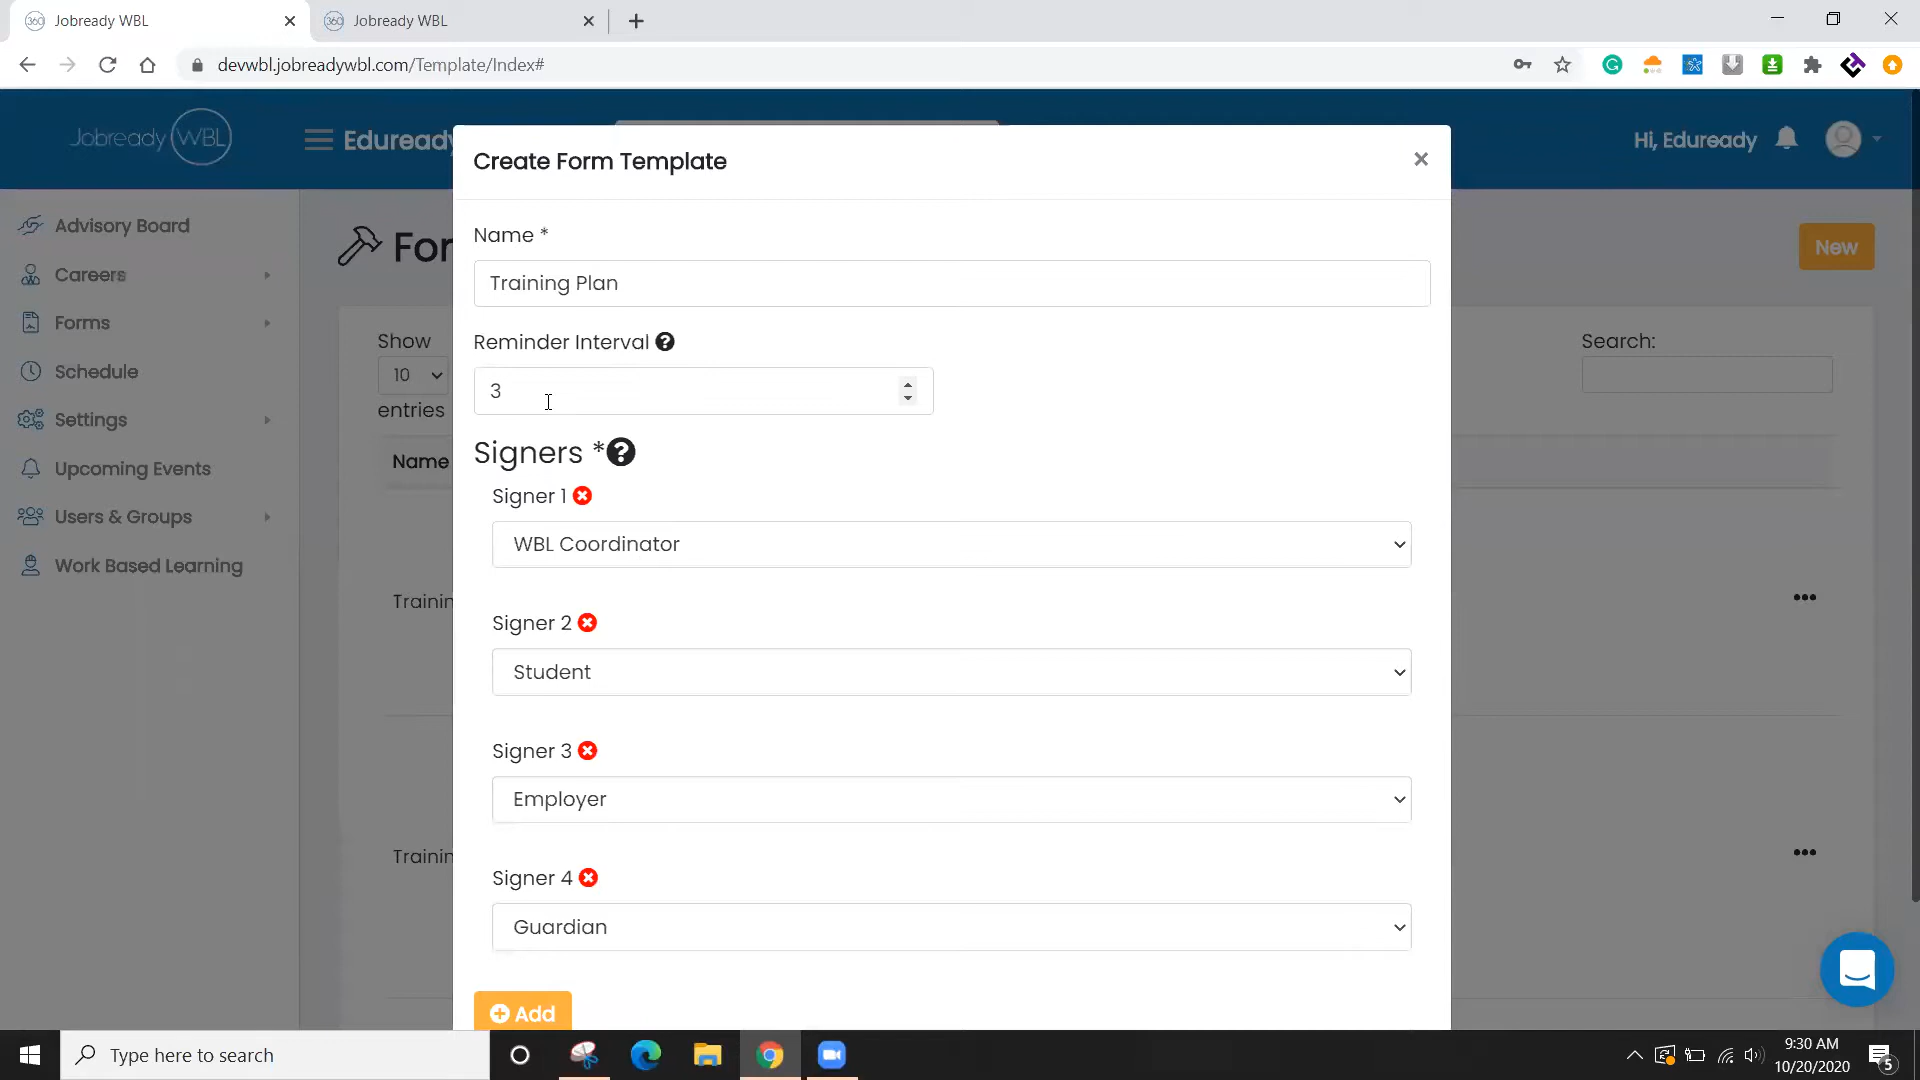 Jobready WBL
Jobready WBL
devwbl.jobreadywbl.com/Template/Index#
Jobready WBL
Eduready
Hi, Eduready
Advisory Board
Careers
Forms
Schedule
Settings
Upcoming Events
Users & Groups
Work Based Learning
New
Show
10
entries
Search:
Name
Create Form Template
×
Name *
Training Plan
Reminder Interval ?
3
Signers *?
Signer 1
WBL Coordinator
Signer 2
Student
Signer 3
Employer
Signer 4
Guardian
Add
Type here to search
9:30 AM
10/20/2020
5